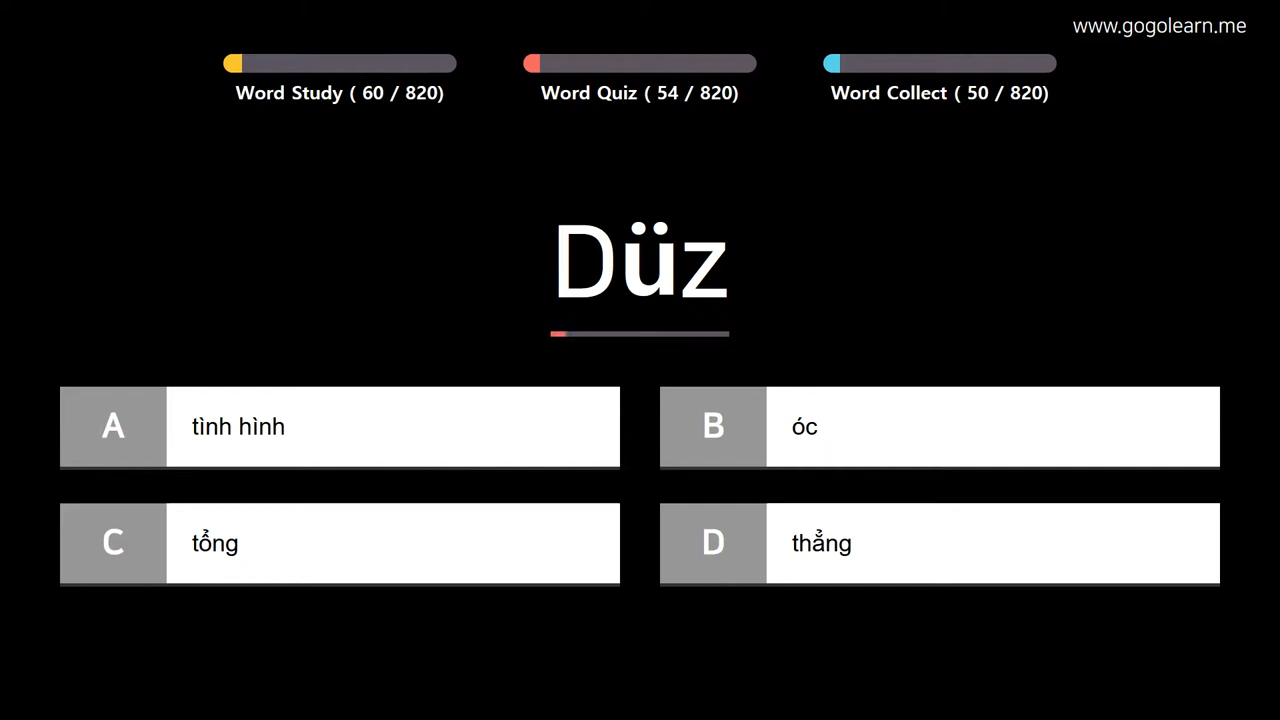 www.gogolearn.me
Word Study ( 60 / 820)
Word Quiz ( 54 / 820)
Word Collect ( 50 / 820)
Düz
A tình hình
B óc
C tổng
D thẳng